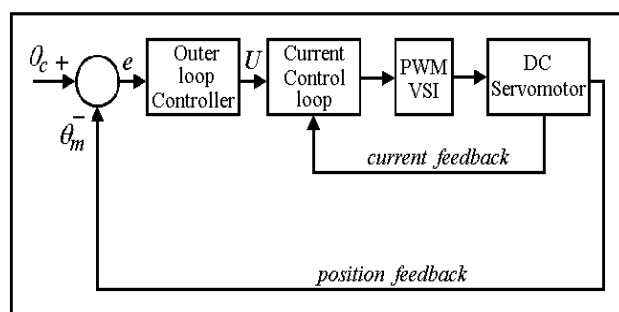 θc + e
Outer
loop
Controller
U
Current
Control
loop
PWM
VSI
DC
Servomotor
θm −
current feedback
position feedback